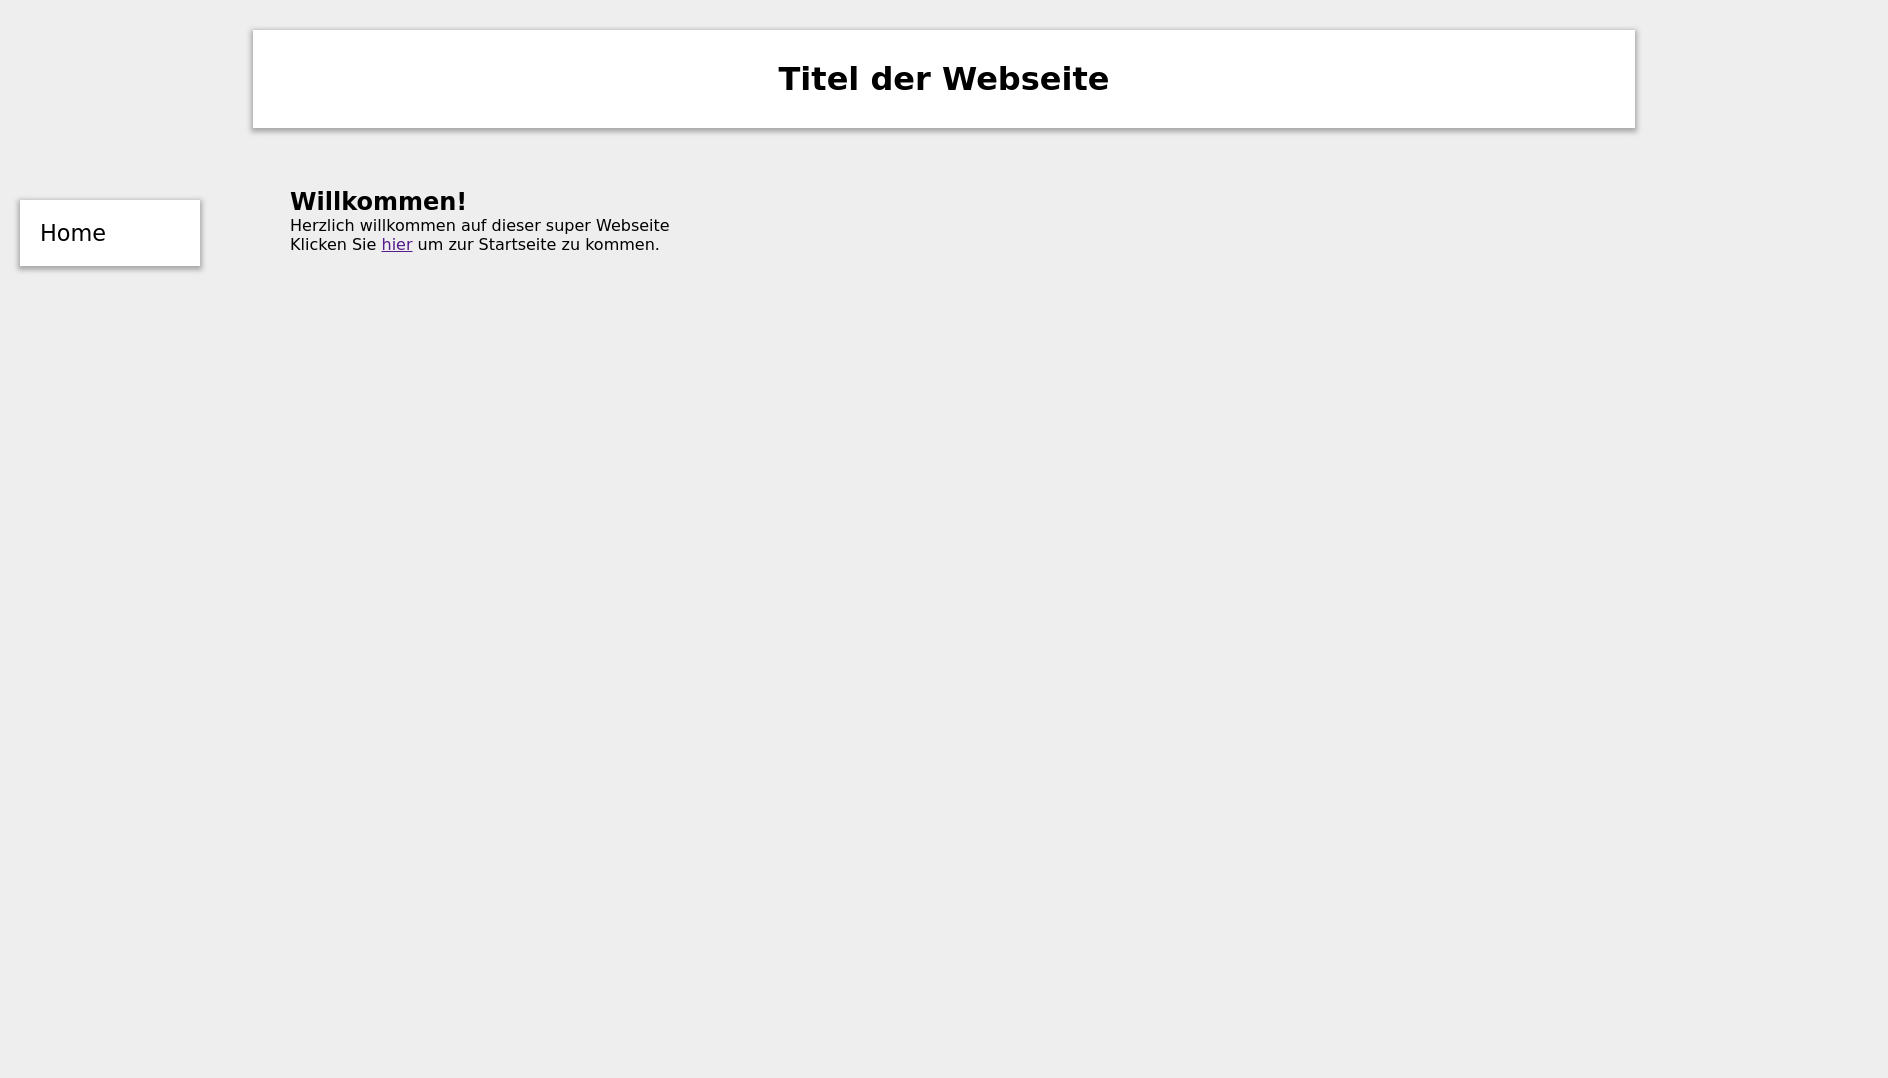 Titel der Webseite
Home
Willkommen!
Herzlich willkommen auf dieser super Webseite
Klicken Sie hier um zur Startseite zu kommen.